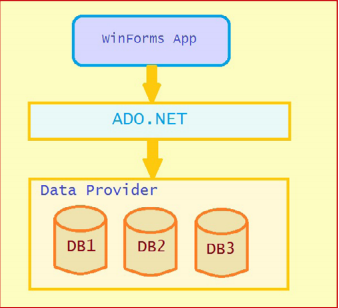 WinForms App
ADO.NET
Data Provider
DB1 DB2 DB3